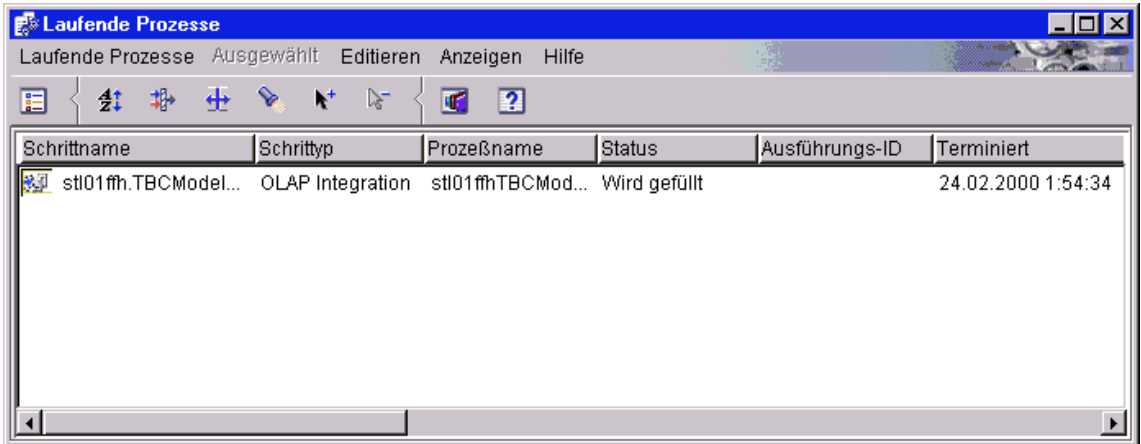 Laufende Prozesse
Laufende Prozesse Ausgewählt Editieren Anzeigen Hilfe
Schrittname Schrittyp Prozeßname Status Ausführungs-ID Terminiert
stl01ffh.TBCModel... OLAP Integration stl01ffhTBCMod... Wird gefüllt 24.02.2000 1:54:34